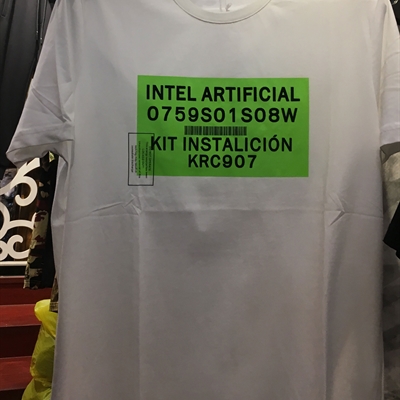 INTEL ARTIFICIAL
0759S01S08W
KIT INSTALICIÓN
KRC907